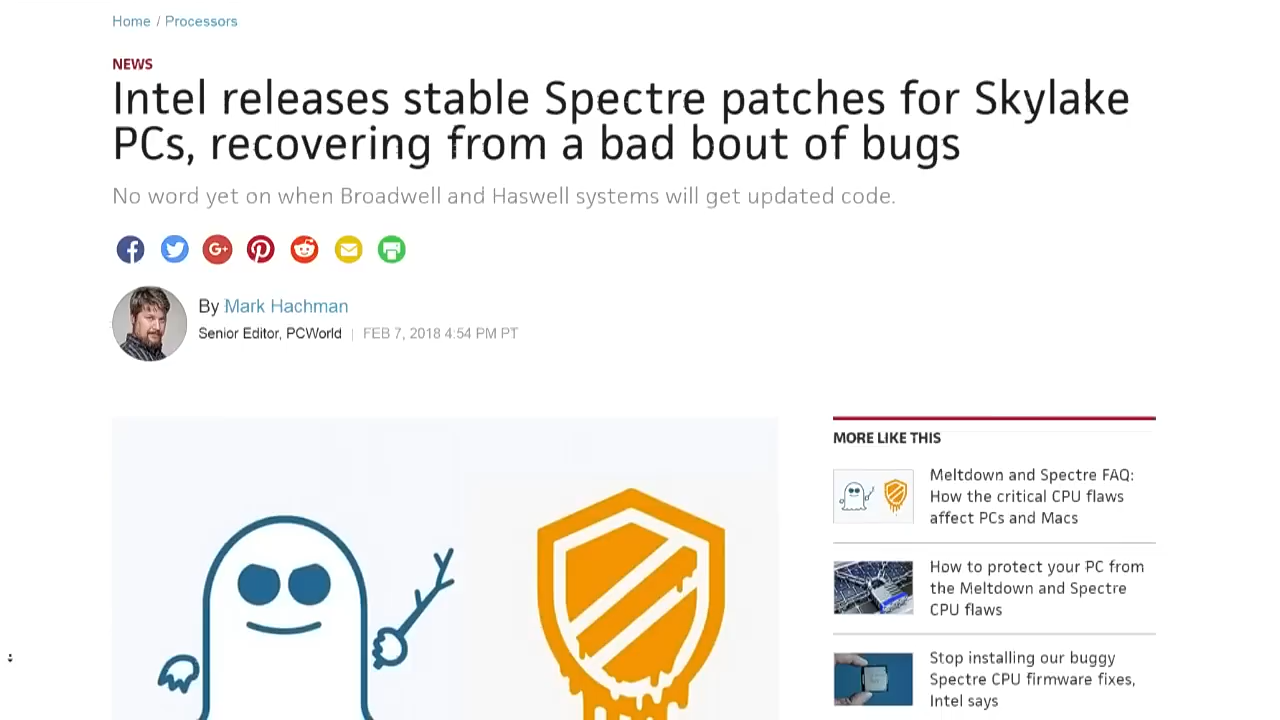 Home / Processors
NEWS
Intel releases stable Spectre patches for Skylake
PCs, recovering from a bad bout of bugs
No word yet on when Broadwell and Haswell systems will get updated code.
By Mark Hachman
Senior Editor, PCWorld | FEB 7, 2018 4:54 PM PT
MORE LIKE THIS
Meltdown and Spectre FAQ:
How the critical CPU flaws
affect PCs and Macs
How to protect your PC from
the Meltdown and Spectre
CPU flaws
Stop installing our buggy
Spectre CPU firmware fixes,
Intel says